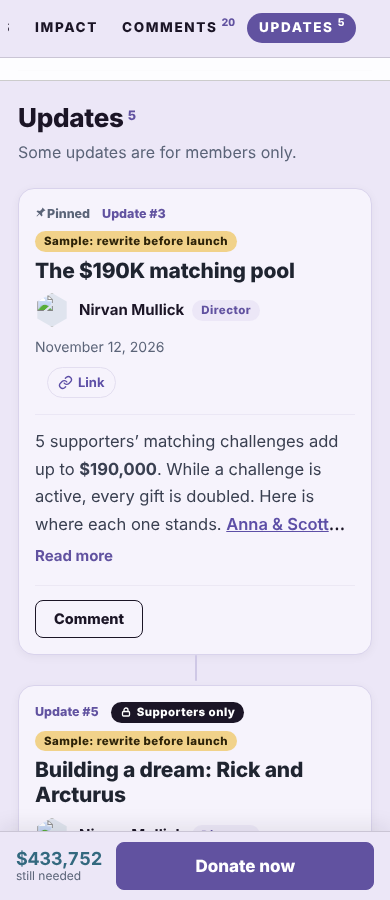 IMPACT COMMENTS 20 UPDATES 5
Updates 5
Some updates are for members only.
Pinned Update #3
Sample: rewrite before launch
The $190K matching pool
Nirvan Mullick Director
November 12, 2026
Link
5 supporters’ matching challenges add
up to $190,000. While a challenge is
active, every gift is doubled. Here is
where each one stands. Anna & Scott...
Read more
Comment
Update #5 Supporters only
Sample: rewrite before launch
Building a dream: Rick and
Arcturus
$433,752
still needed
Donate now